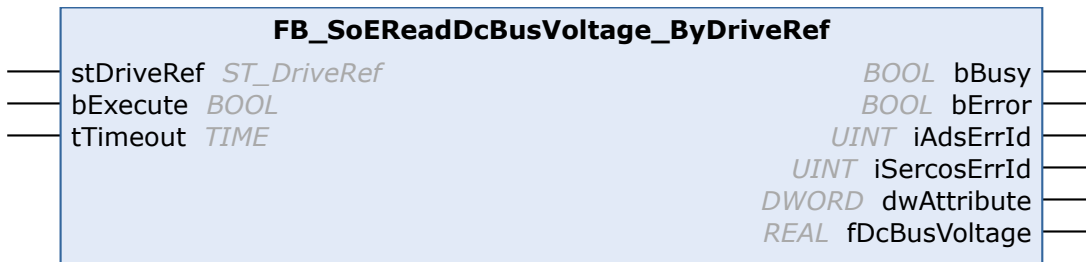 FB_SoEReadDcBusVoltage_ByDriveRef
stDriveRef ST_DriveRef BOOL bBusy
bExecute BOOL BOOL bError
tTimeout TIME UINT iAdsErrId
UINT iSercosErrId
DWORD dwAttribute
REAL fDcBusVoltage